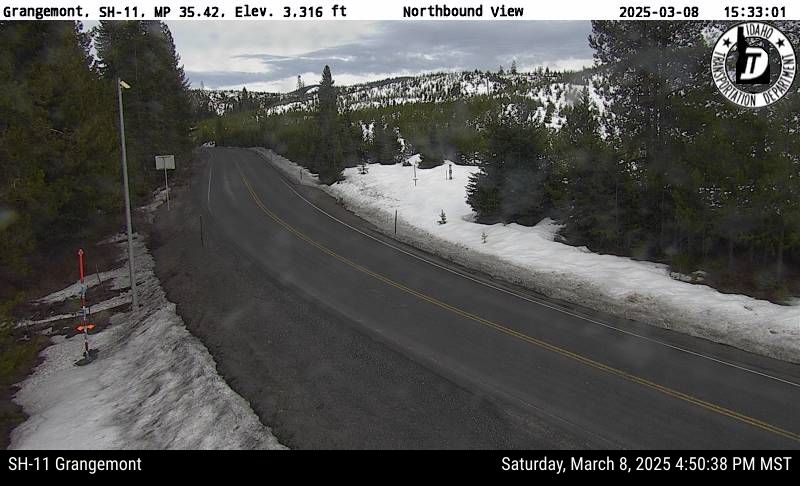 Grangemont, SH-11, MP 35.42, Elev. 3,316 ft Northbound View 2025-03-08 15:33:01
IDAHO
TRANSPORTATION DEPARTMENT
SH-11 Grangemont Saturday, March 8, 2025 4:50:38 PM MST